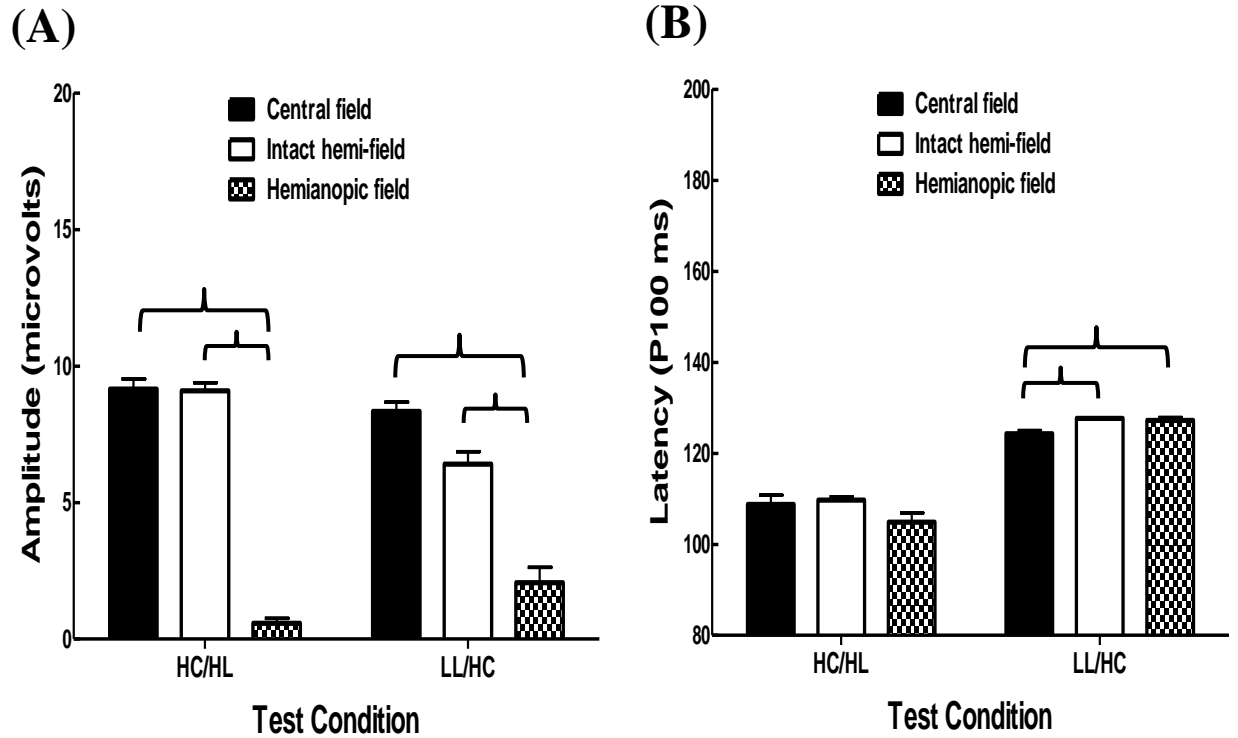 (A)
Amplitude (microvolts)
20
15
10
5
0
Central field
Intact hemi-field
Hemianopic field
HC/HL
LL/HC
Test Condition
(B)
Latency (P100 ms)
200
180
160
140
120
100
80
Central field
Intact hemi-field
Hemianopic field
HC/HL
LL/HC
Test Condition